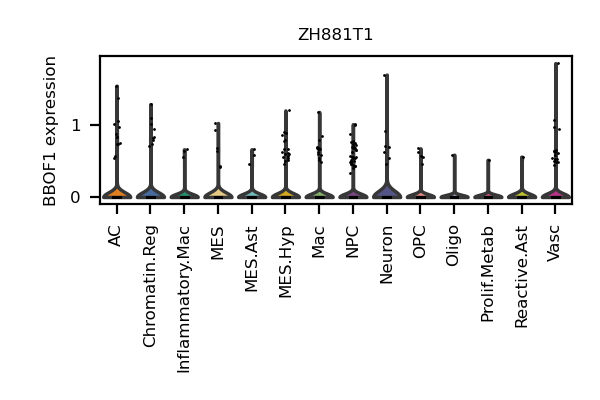 ZH881T1
BBOF1 expression
1
0
AC
Chromatin.Reg
Inflammatory.Mac
MES
MES.Ast
MES.Hyp
Mac
NPC
Neuron
OPC
Oligo
Prolif.Metab
Reactive.Ast
Vasc